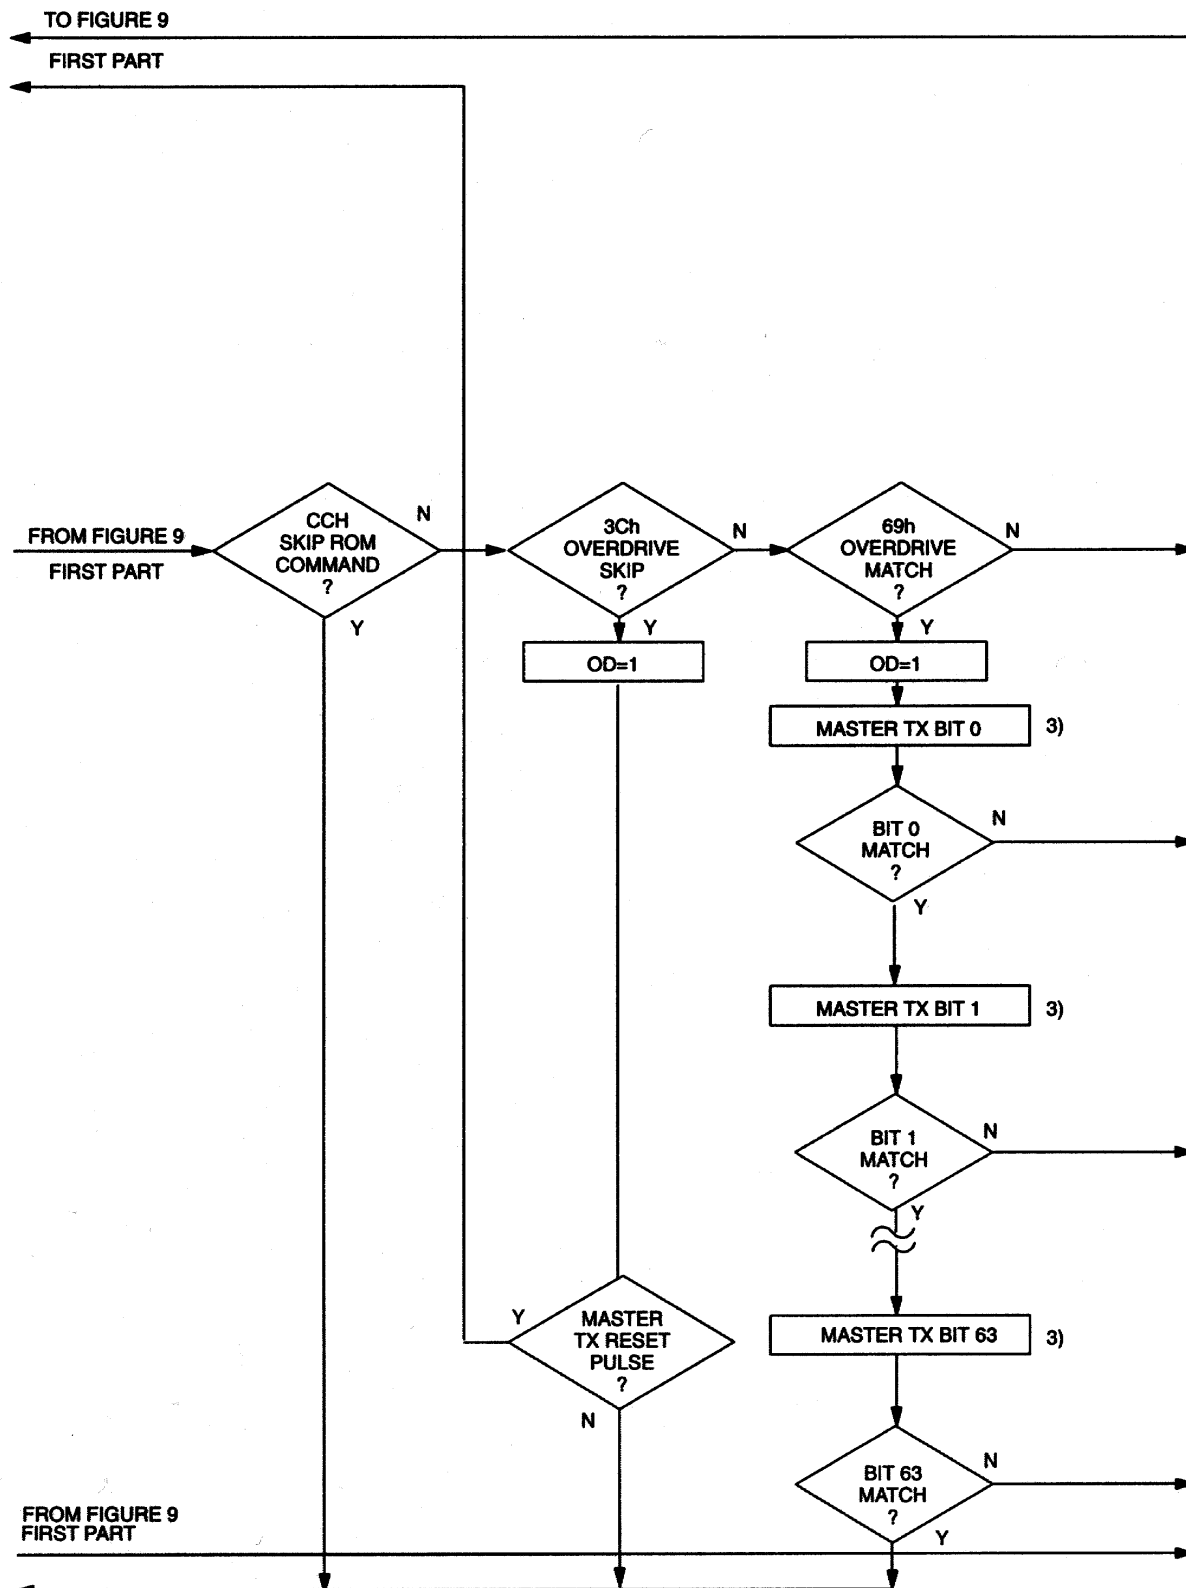 TO FIGURE 9
FIRST PART
FROM FIGURE 9
FIRST PART
CCH
SKIP ROM
COMMAND
?
N
Y
3Ch
OVERDRIVE
SKIP
?
N
Y
69h
OVERDRIVE
MATCH
?
N
Y
OD=1
OD=1
MASTER TX BIT 0
3)
BIT 0
MATCH
?
N
Y
MASTER TX BIT 1
3)
BIT 1
MATCH
?
N
Y
MASTER
TX RESET
PULSE
?
Y
N
MASTER TX BIT 63
3)
BIT 63
MATCH
?
N
Y
FROM FIGURE 9
FIRST PART